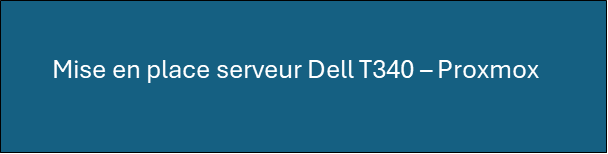 Mise en place serveur Dell T340 – Proxmox